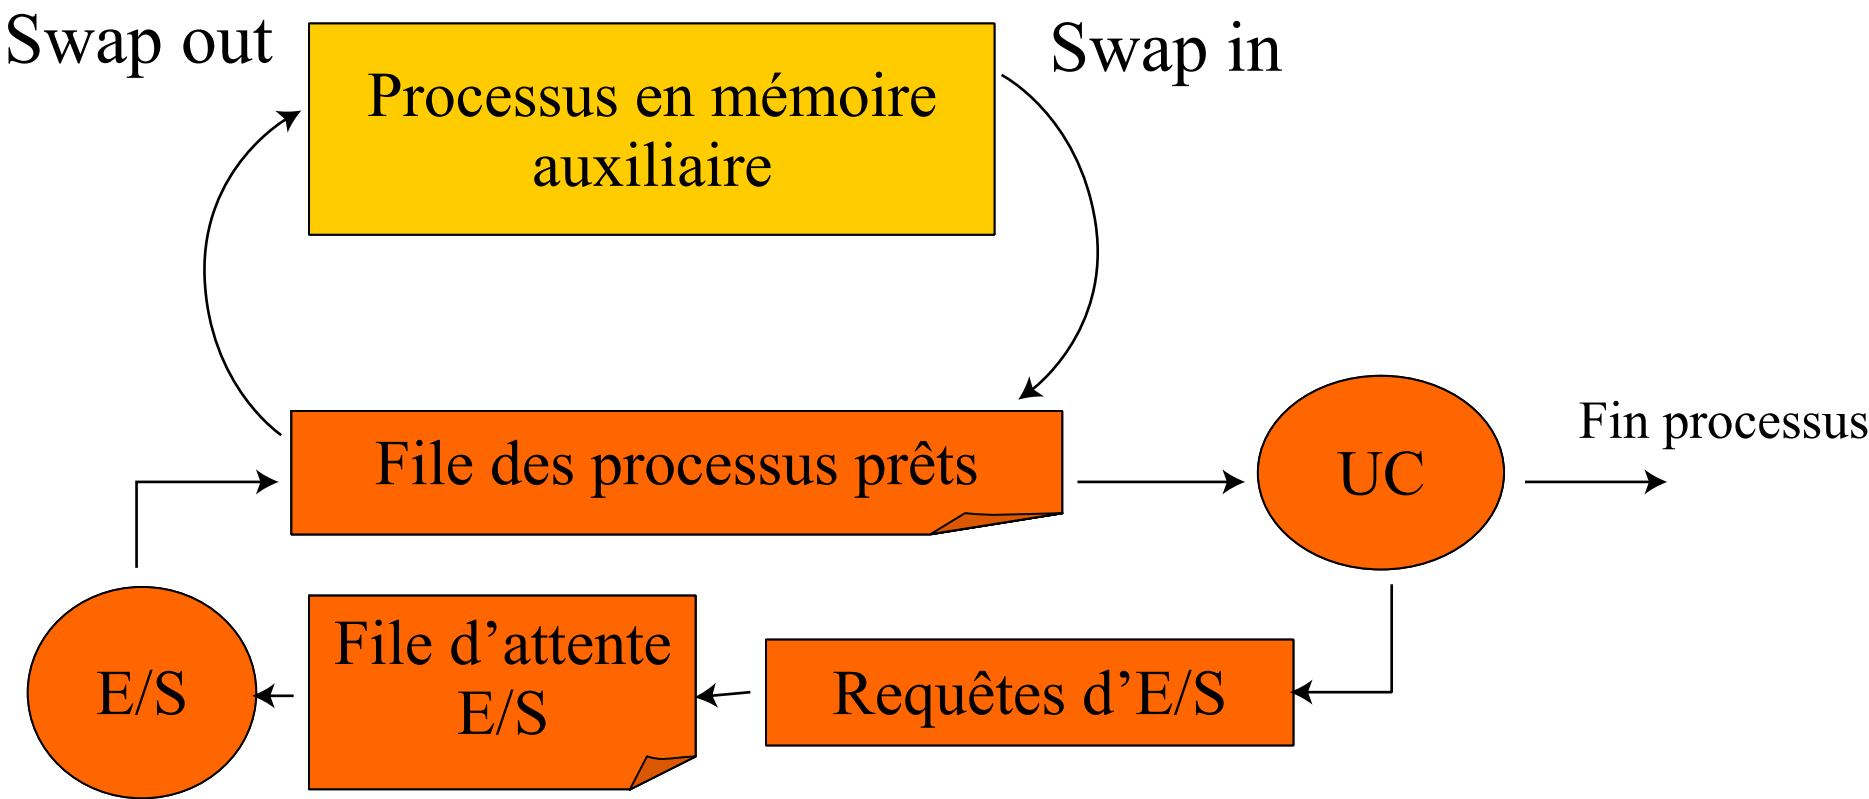 Swap out
Swap in
Processus en mémoire
auxiliaire
Fin processus
File des processus prêts
UC
File d’attente
E/S
Requêtes d’E/S
E/S